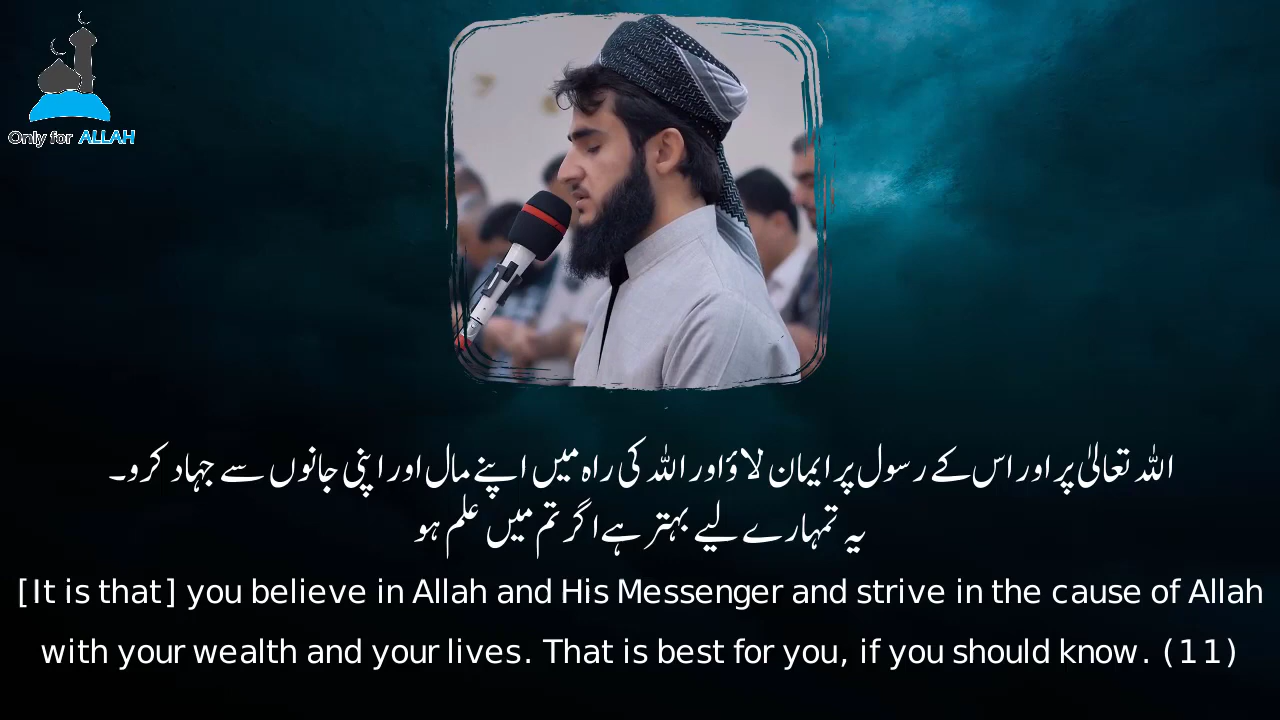 Only for ALLAH
اللہ تعالیٰ پر اور اس کے رسول پر ایمان لاؤ اور اللہ کی راہ میں اپنے مال اور اپنی جانوں سے جہاد کرو۔
یہ تمہارے لیے بہتر ہے اگر تم میں علم ہو
[It is that] you believe in Allah and His Messenger and strive in the cause of Allah
with your wealth and your lives. That is best for you, if you should know. (11)